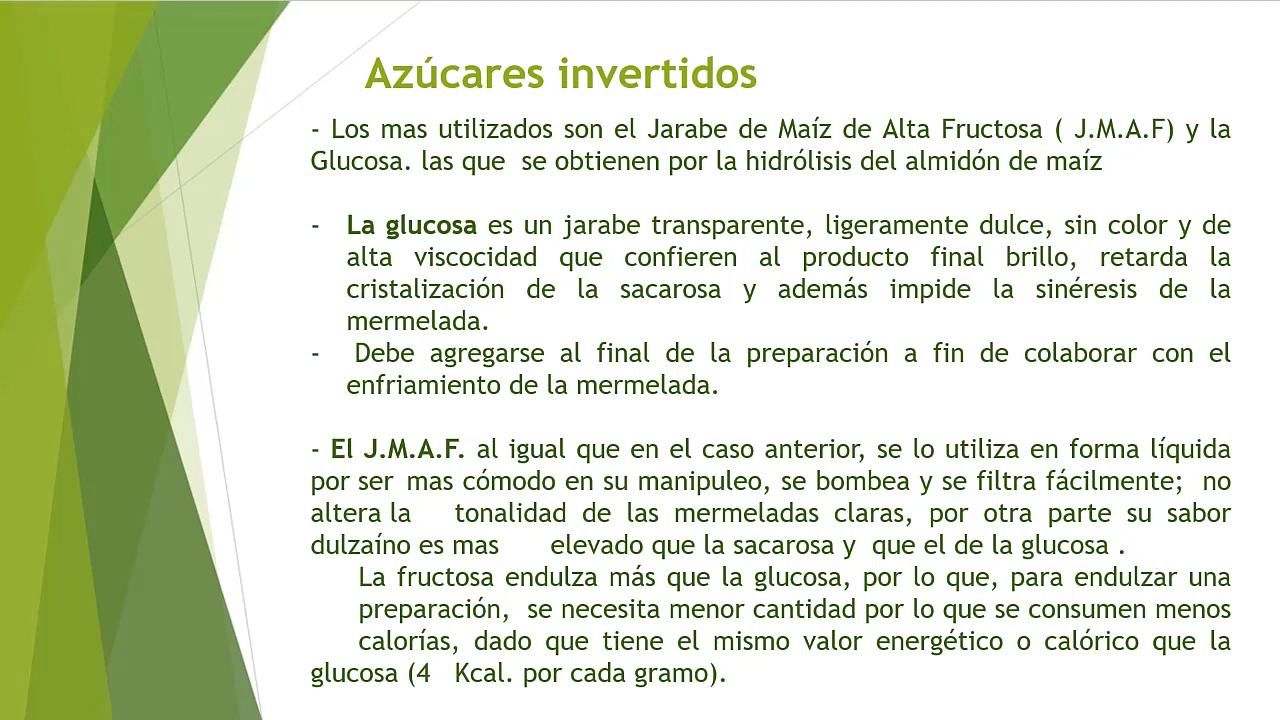 Azúcares invertidos
- Los mas utilizados son el Jarabe de Maíz de Alta Fructosa ( J.M.A.F) y la
Glucosa. las que se obtienen por la hidrólisis del almidón de maíz
- La glucosa es un jarabe transparente, ligeramente dulce, sin color y de
alta viscocidad que confieren al producto final brillo, retarda la
cristalización de la sacarosa y además impide la sinéresis de la
mermelada.
- Debe agregarse al final de la preparación a fin de colaborar con el
enfriamiento de la mermelada.
- El J.M.A.F. al igual que en el caso anterior, se lo utiliza en forma líquida
por ser mas cómodo en su manipuleo, se bombea y se filtra fácilmente; no
altera la tonalidad de las mermeladas claras, por otra parte su sabor
dulzaíno es mas elevado que la sacarosa y que el de la glucosa .
La fructosa endulza más que la glucosa, por lo que, para endulzar una
preparación, se necesita menor cantidad por lo que se consumen menos
calorías, dado que tiene el mismo valor energético o calórico que la
glucosa (4 Kcal. por cada gramo).